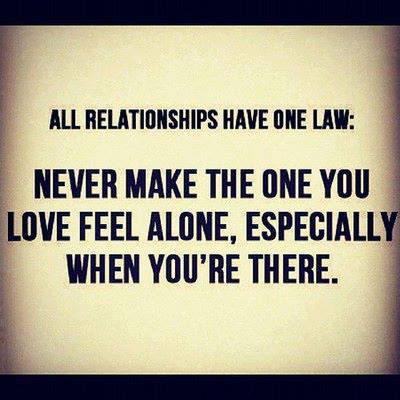 ALL RELATIONSHIPS HAVE ONE LAW:
NEVER MAKE THE ONE YOU
LOVE FEEL ALONE, ESPECIALLY
WHEN YOU'RE THERE.